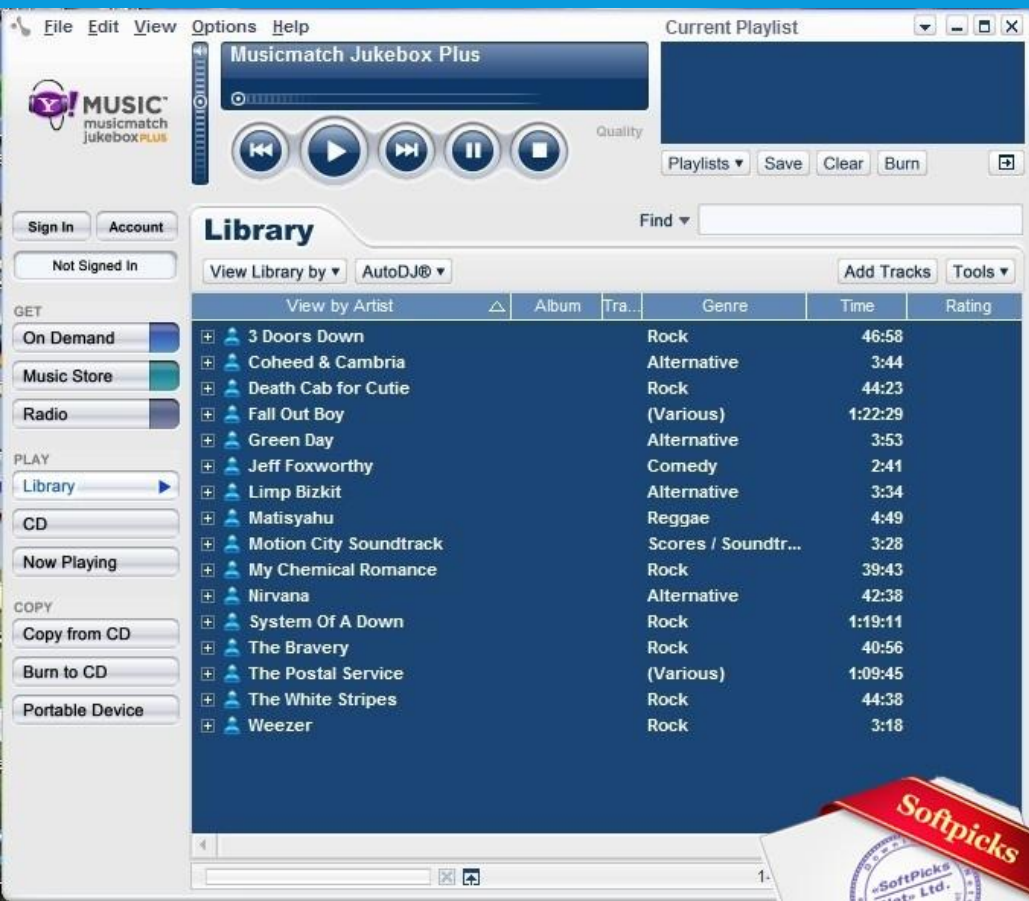 File Edit View Options Help
Current Playlist
Musicmatch Jukebox Plus
Y! MUSIC™
musicmatch
jukebox PLUS
Quality
Playlists Save Clear Burn
Sign In Account
Not Signed In
Library
Find
View Library by AutoDJ® Add Tracks Tools
View by Artist Album Tra... Genre Time Rating
3 Doors Down Rock 46:58
Coheed & Cambria Alternative 3:44
Death Cab for Cutie Rock 44:23
Fall Out Boy (Various) 1:22:29
Green Day Alternative 3:53
Jeff Foxworthy Comedy 2:41
Limp Bizkit Alternative 3:34
Matisyahu Reggae 4:49
Motion City Soundtrack Scores / Soundtr... 3:28
My Chemical Romance Rock 39:43
Nirvana Alternative 42:38
System Of A Down Rock 1:19:11
The Bravery Rock 40:56
The Postal Service (Various) 1:09:45
The White Stripes Rock 44:38
Weezer Rock 3:18
GET
On Demand
Music Store
Radio
PLAY
Library
CD
Now Playing
COPY
Copy from CD
Burn to CD
Portable Device
1-
Softpicks
«SoftPicks
Net» Ltd.